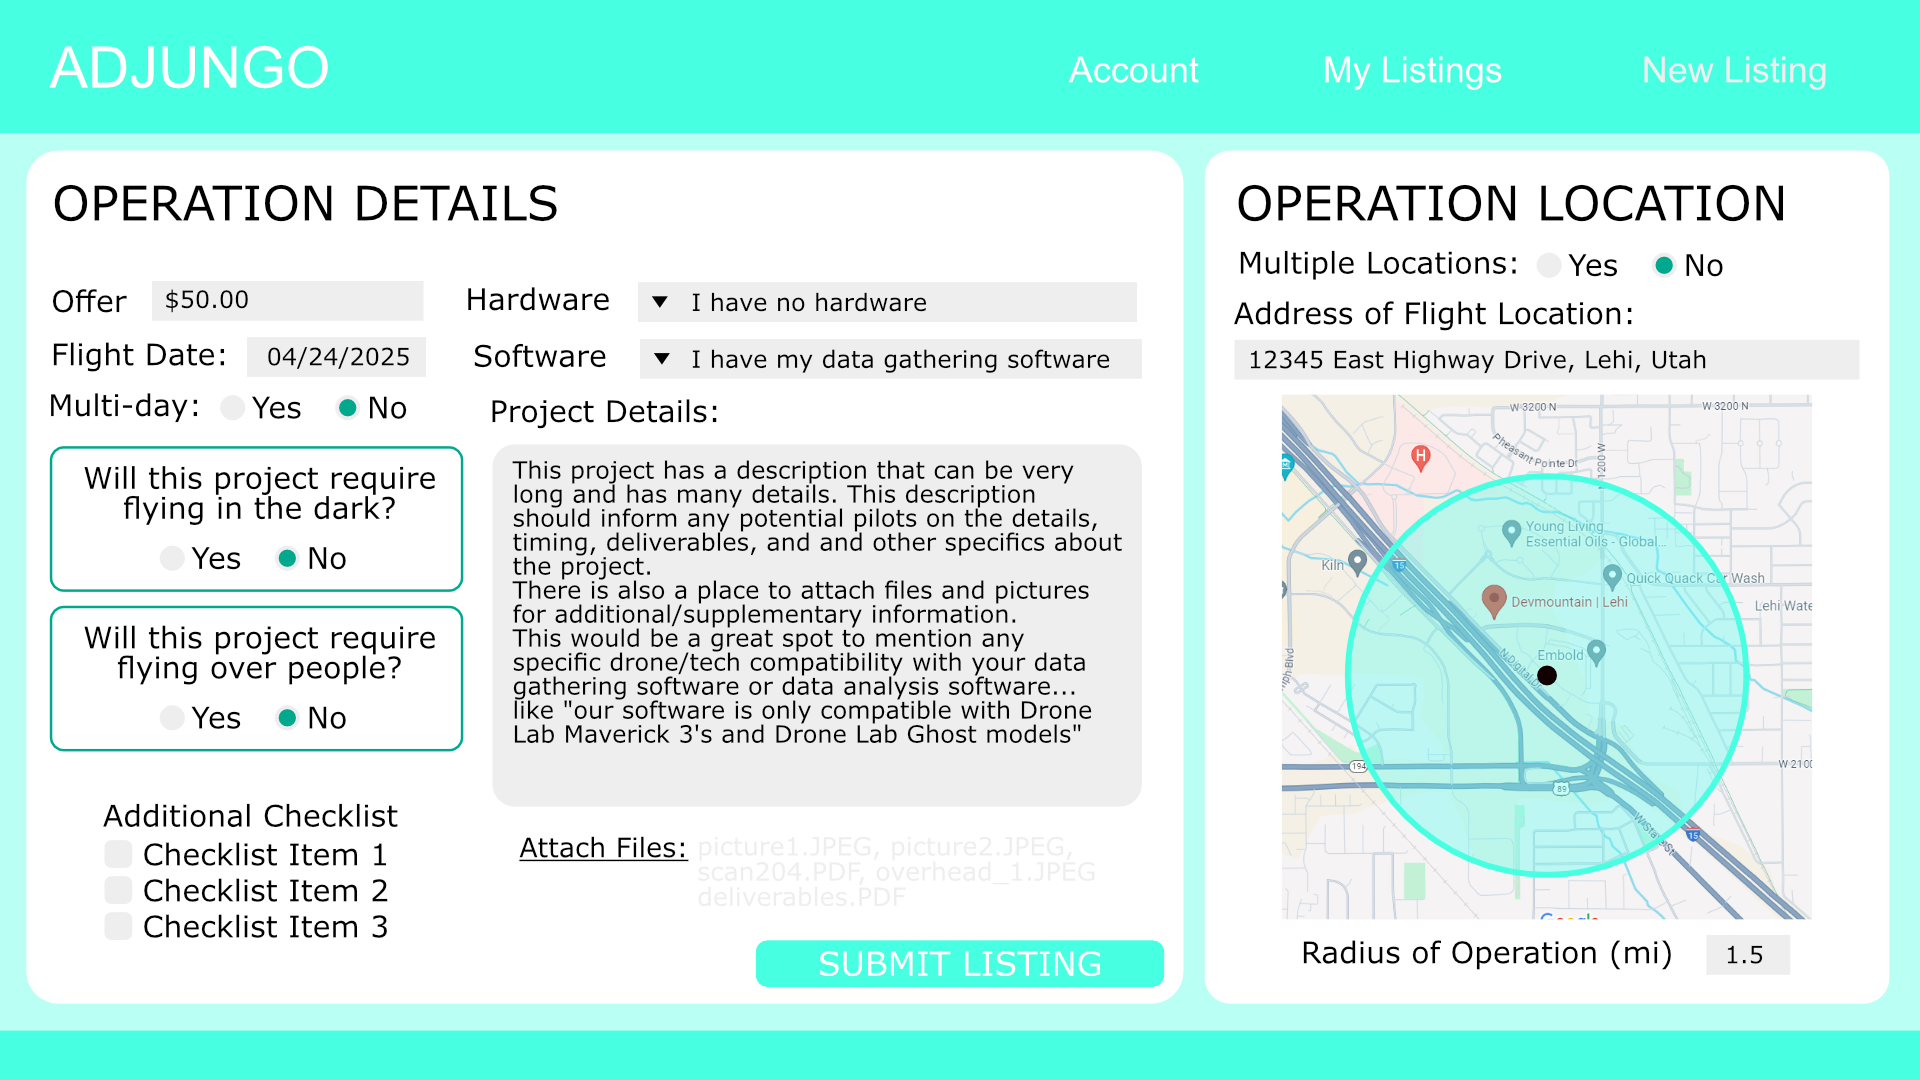 ADJUNGO
Account
My Listings
New Listing
OPERATION DETAILS
Offer
$50.00
Flight Date:
04/24/2025
Multi-day:
Yes
No
Will this project require
flying in the dark?
Yes
No
Will this project require
flying over people?
Yes
No
Additional Checklist
Checklist Item 1
Checklist Item 2
Checklist Item 3
Hardware
▼ I have no hardware
Software
▼ I have my data gathering software
Project Details:
This project has a description that can be very
long and has many details. This description
should inform any potential pilots on the details,
timing, deliverables, and and other specifics about
the project.
There is also a place to attach files and pictures
for additional/supplementary information.
This would be a great spot to mention any
specific drone/tech compatibility with your data
gathering software or data analysis software...
like "our software is only compatible with Drone
Lab Maverick 3's and Drone Lab Ghost models"
Attach Files:
picture1.JPEG, picture2.JPEG,
scan204.PDF, overhead_1.JPEG
deliverables.PDF
SUBMIT LISTING
OPERATION LOCATION
Multiple Locations:
Yes
No
Address of Flight Location:
12345 East Highway Drive, Lehi, Utah
W 3200 N
W 3200 N
Pheasant Pointe Dr
N 1200 W
H
Young Living
Essential Oils - Global...
Kiln
15
Quick Quack Car Wash
Devmountain | Lehi
Lehi Wate
Embold
N Digital Dr
mph Blvd
194
W 2100
89
W State St
15
Google
Radius of Operation (mi)
1.5